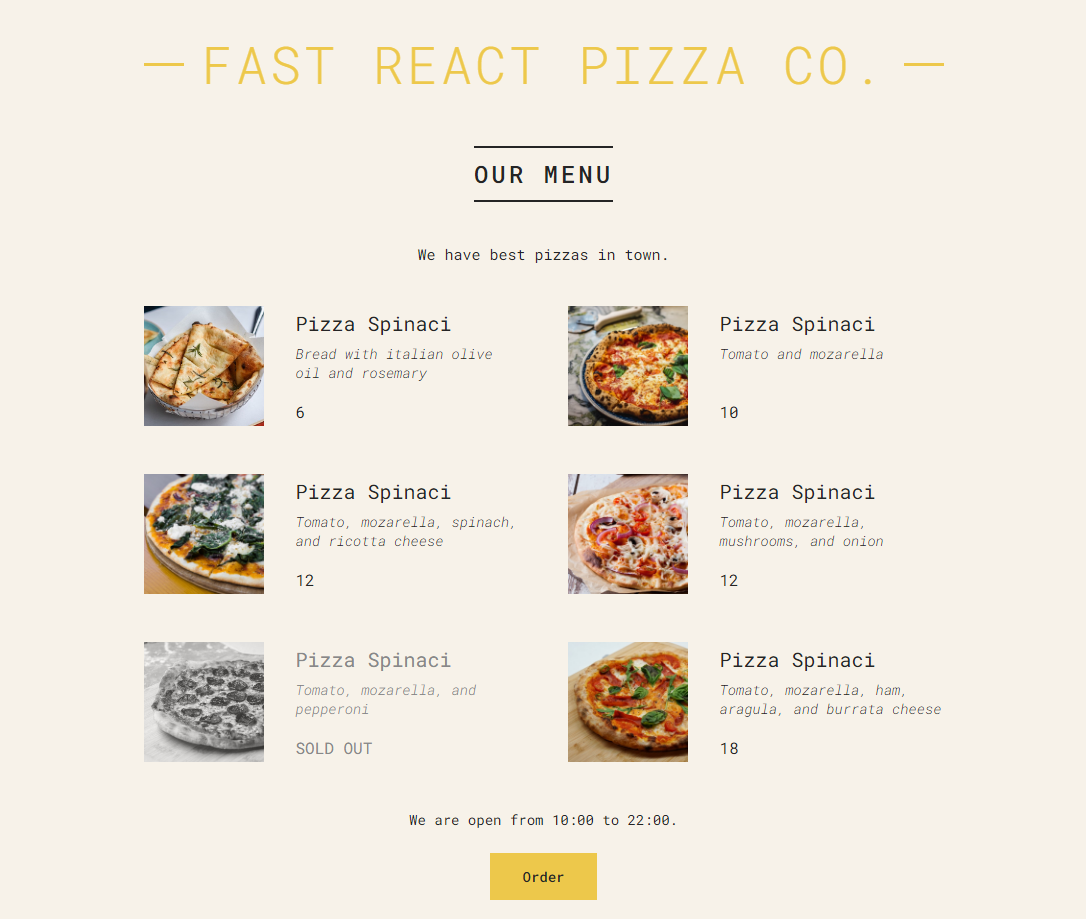 FAST REACT PIZZA CO.
OUR MENU
We have best pizzas in town.
Pizza Spinaci
Bread with italian olive
oil and rosemary
6
Pizza Spinaci
Tomato and mozarella
10
Pizza Spinaci
Tomato, mozarella, spinach,
and ricotta cheese
12
Pizza Spinaci
Tomato, mozarella,
mushrooms, and onion
12
Pizza Spinaci
Tomato, mozarella, and
pepperoni
SOLD OUT
Pizza Spinaci
Tomato, mozarella, ham,
aragula, and burrata cheese
18
We are open from 10:00 to 22:00.
Order